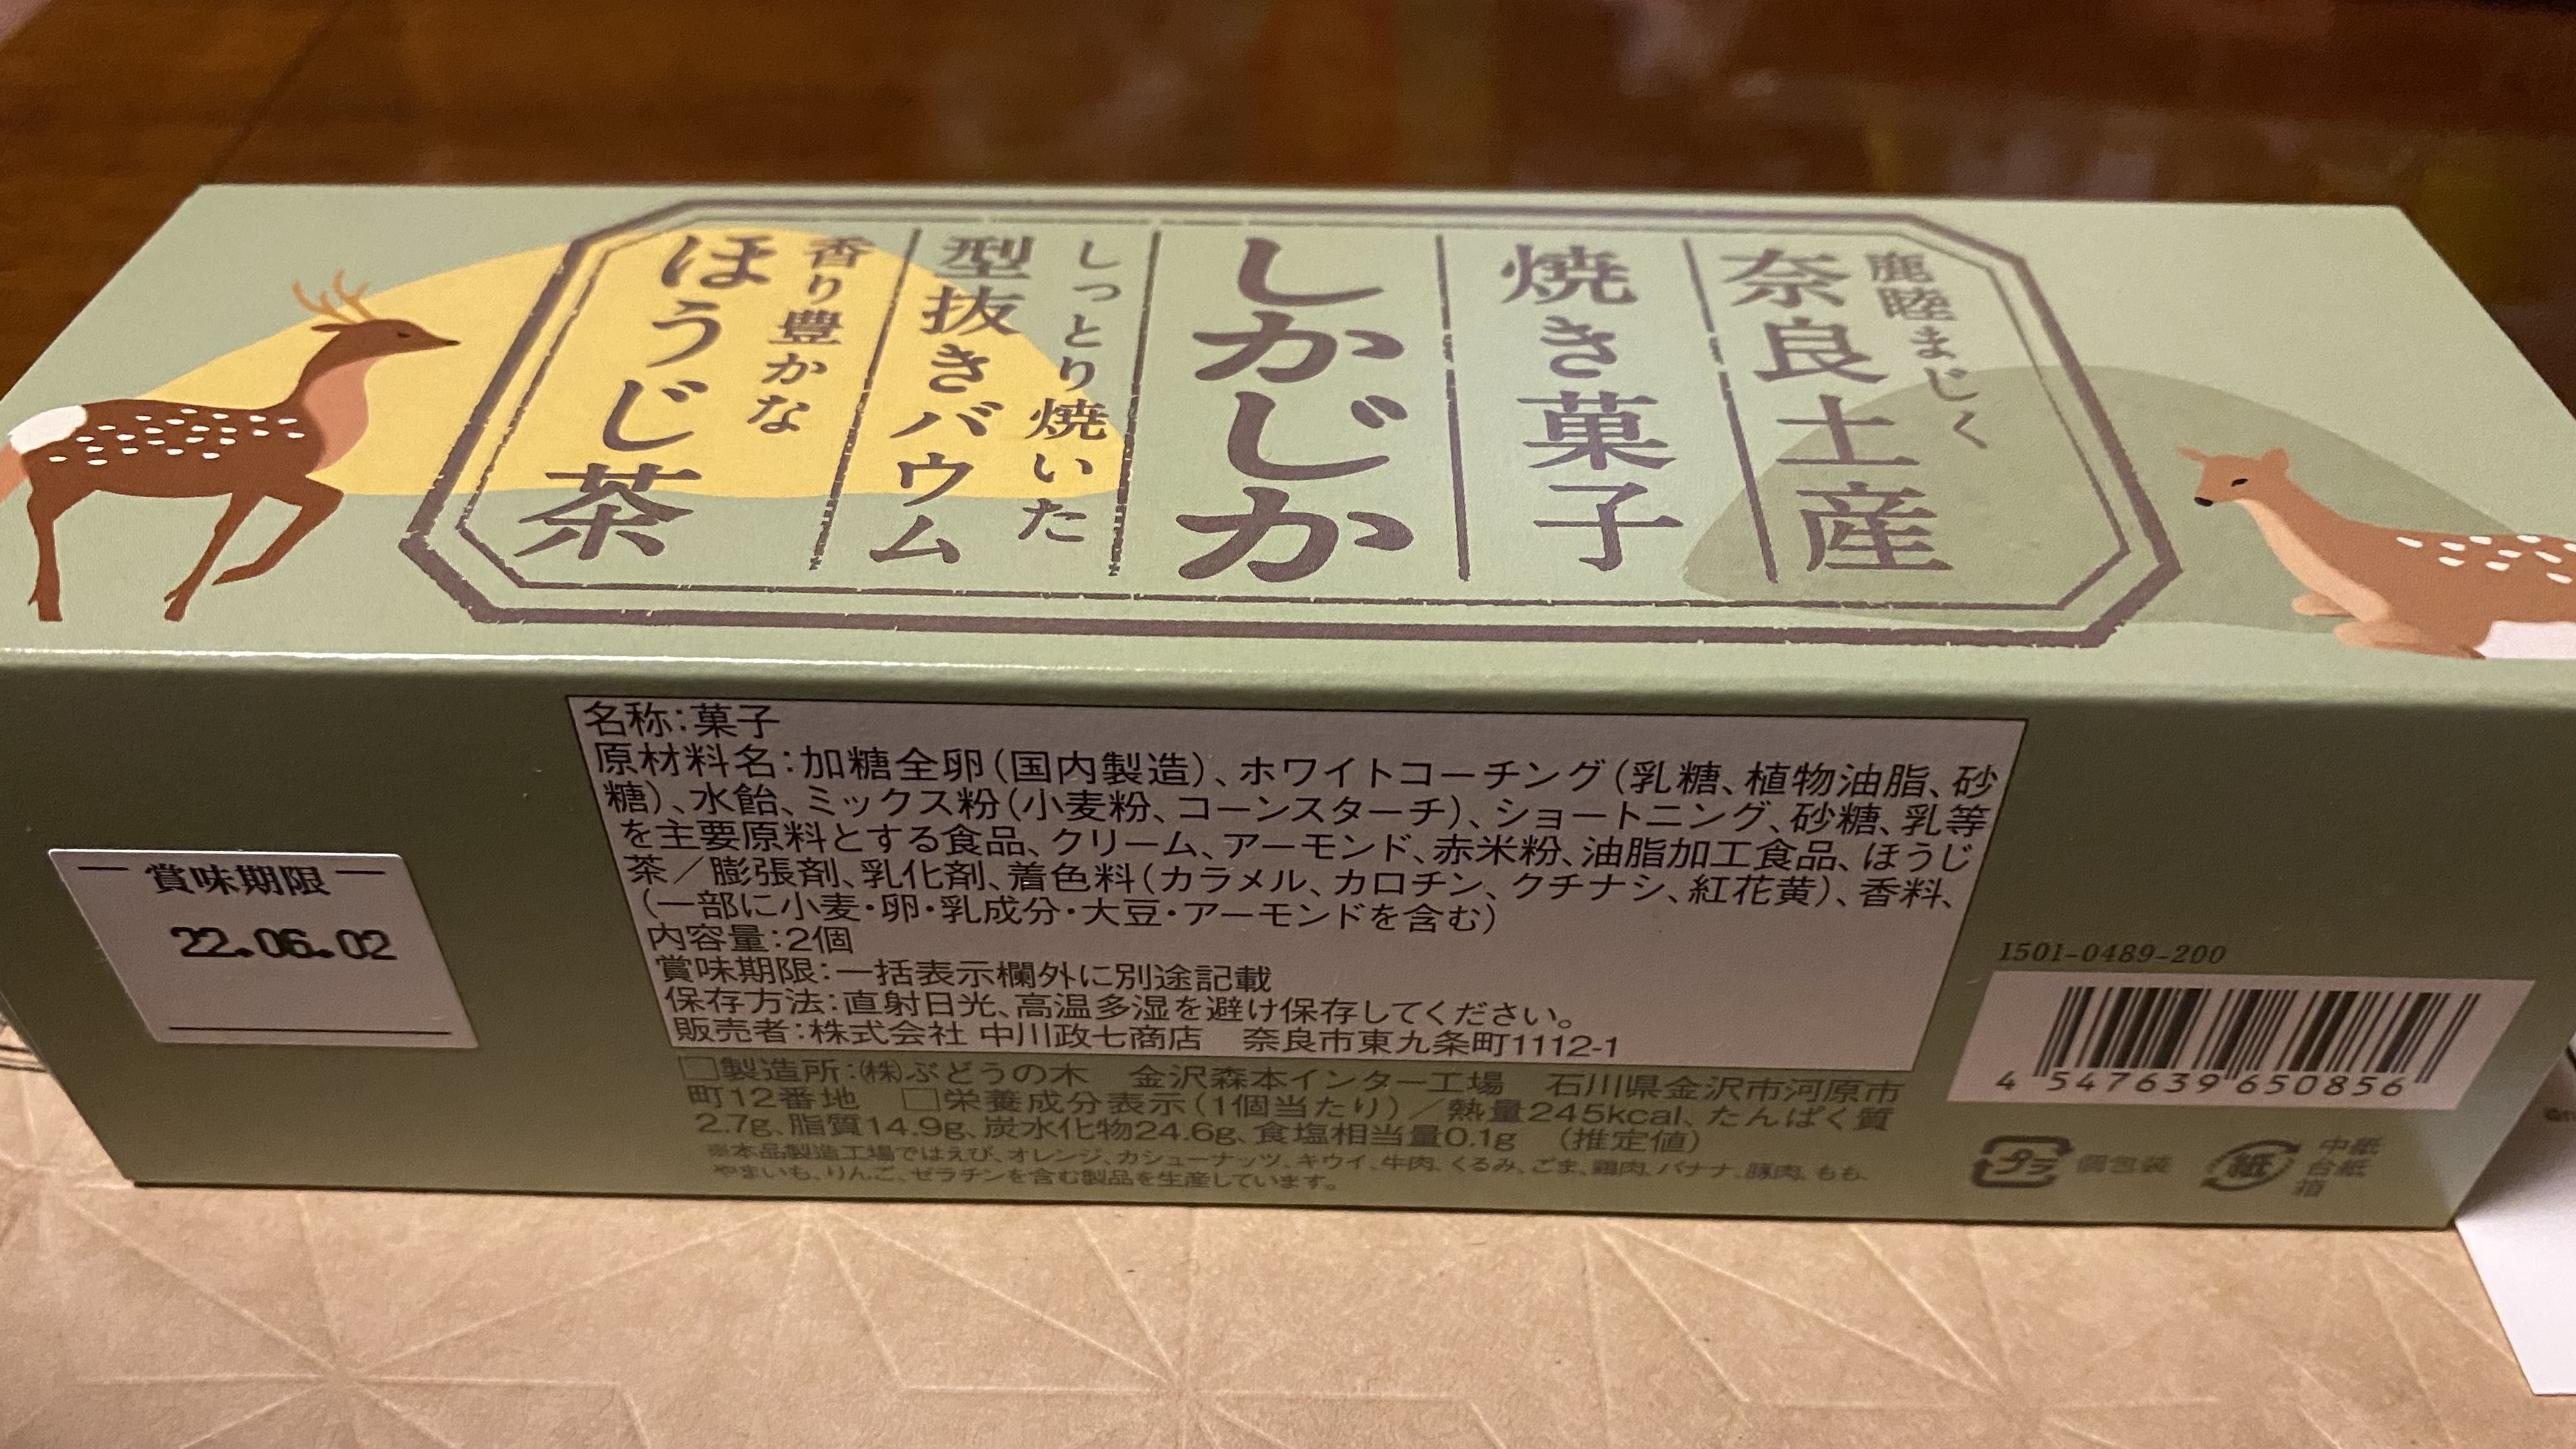 鹿睦まじく
奈良土産
焼き菓子
しかじか
しっとり焼いた
型抜きバウム
香り豊かな
ほうじ茶
名称:菓子
原材料名:加糖全卵(国内製造)、ホワイトコーチング(乳糖、植物油脂、砂
糖)、水飴、ミックス粉(小麦粉、コーンスターチ)、ショートニング、砂糖、乳等
を主要原料とする食品、クリーム、アーモンド、赤米粉、油脂加工食品、ほうじ
茶/膨張剤、乳化剤、着色料(カラメル、カロチン、クチナシ、紅花黄)、香料、
(一部に小麦・卵・乳成分・大豆・アーモンドを含む)
内容量:2個
賞味期限:一括表示欄外に別途記載
保存方法:直射日光、高温多湿を避け保存してください。
販売者:株式会社 中川政七商店 奈良市東九条町1112-1
□製造所:㈱ぶどうの木 金沢森本インター工場 石川県金沢市河原市
町12番地 □栄養成分表示(1個当たり)/熱量245kcal、たんぱく質
2.7g、脂質14.9g、炭水化物24.6g、食塩相当量0.1g (推定値)
※本品製造工場ではえび、オレンジ、カシューナッツ、キウイ、牛肉、くるみ、ごま、鶏肉、バナナ、豚肉、もも、
やまいも、りんご、ゼラチンを含む製品を生産しています。
賞味期限
22.06.02
1501-0489-200
4 547639 650856
プラ 個包装
紙 中紙
台紙
箱